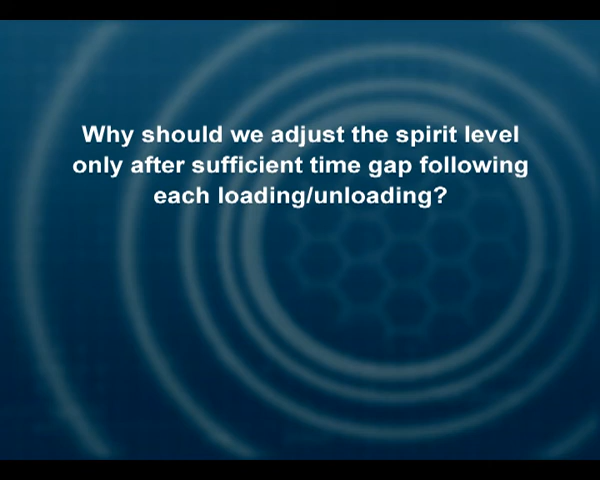 Why should we adjust the spirit level
only after sufficient time gap following
each loading/unloading?